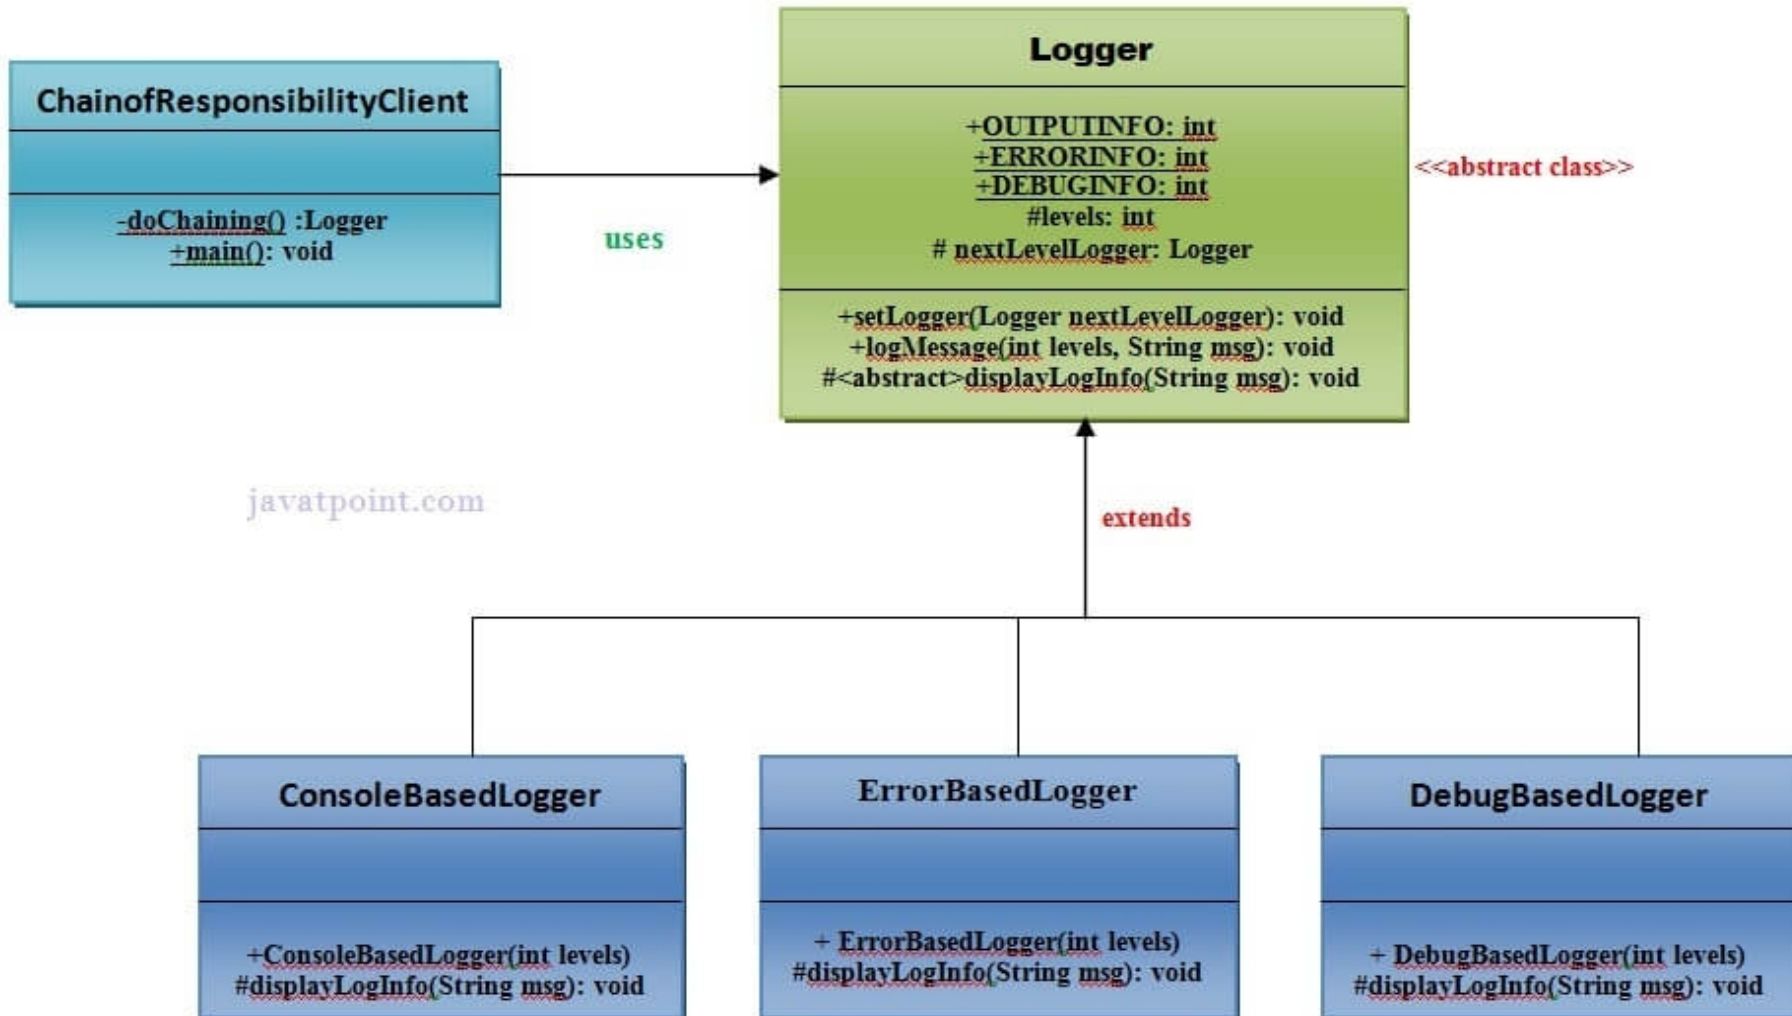 ChainofResponsibilityClient
-doChaining() :Logger
+main(): void
uses
Logger
+OUTPUTINFO: int
+ERRORINFO: int
+DEBUGINFO: int
#levels: int
# nextLevelLogger: Logger
+setLogger(Logger nextLevelLogger): void
+logMessage(int levels, String msg): void
#<abstract>displayLogInfo(String msg): void
<<abstract class>>
javatpoint.com
extends
ConsoleBasedLogger
+ConsoleBasedLogger(int levels)
#displayLogInfo(String msg): void
ErrorBasedLogger
+ ErrorBasedLogger(int levels)
#displayLogInfo(String msg): void
DebugBasedLogger
+ DebugBasedLogger(int levels)
#displayLogInfo(String msg): void